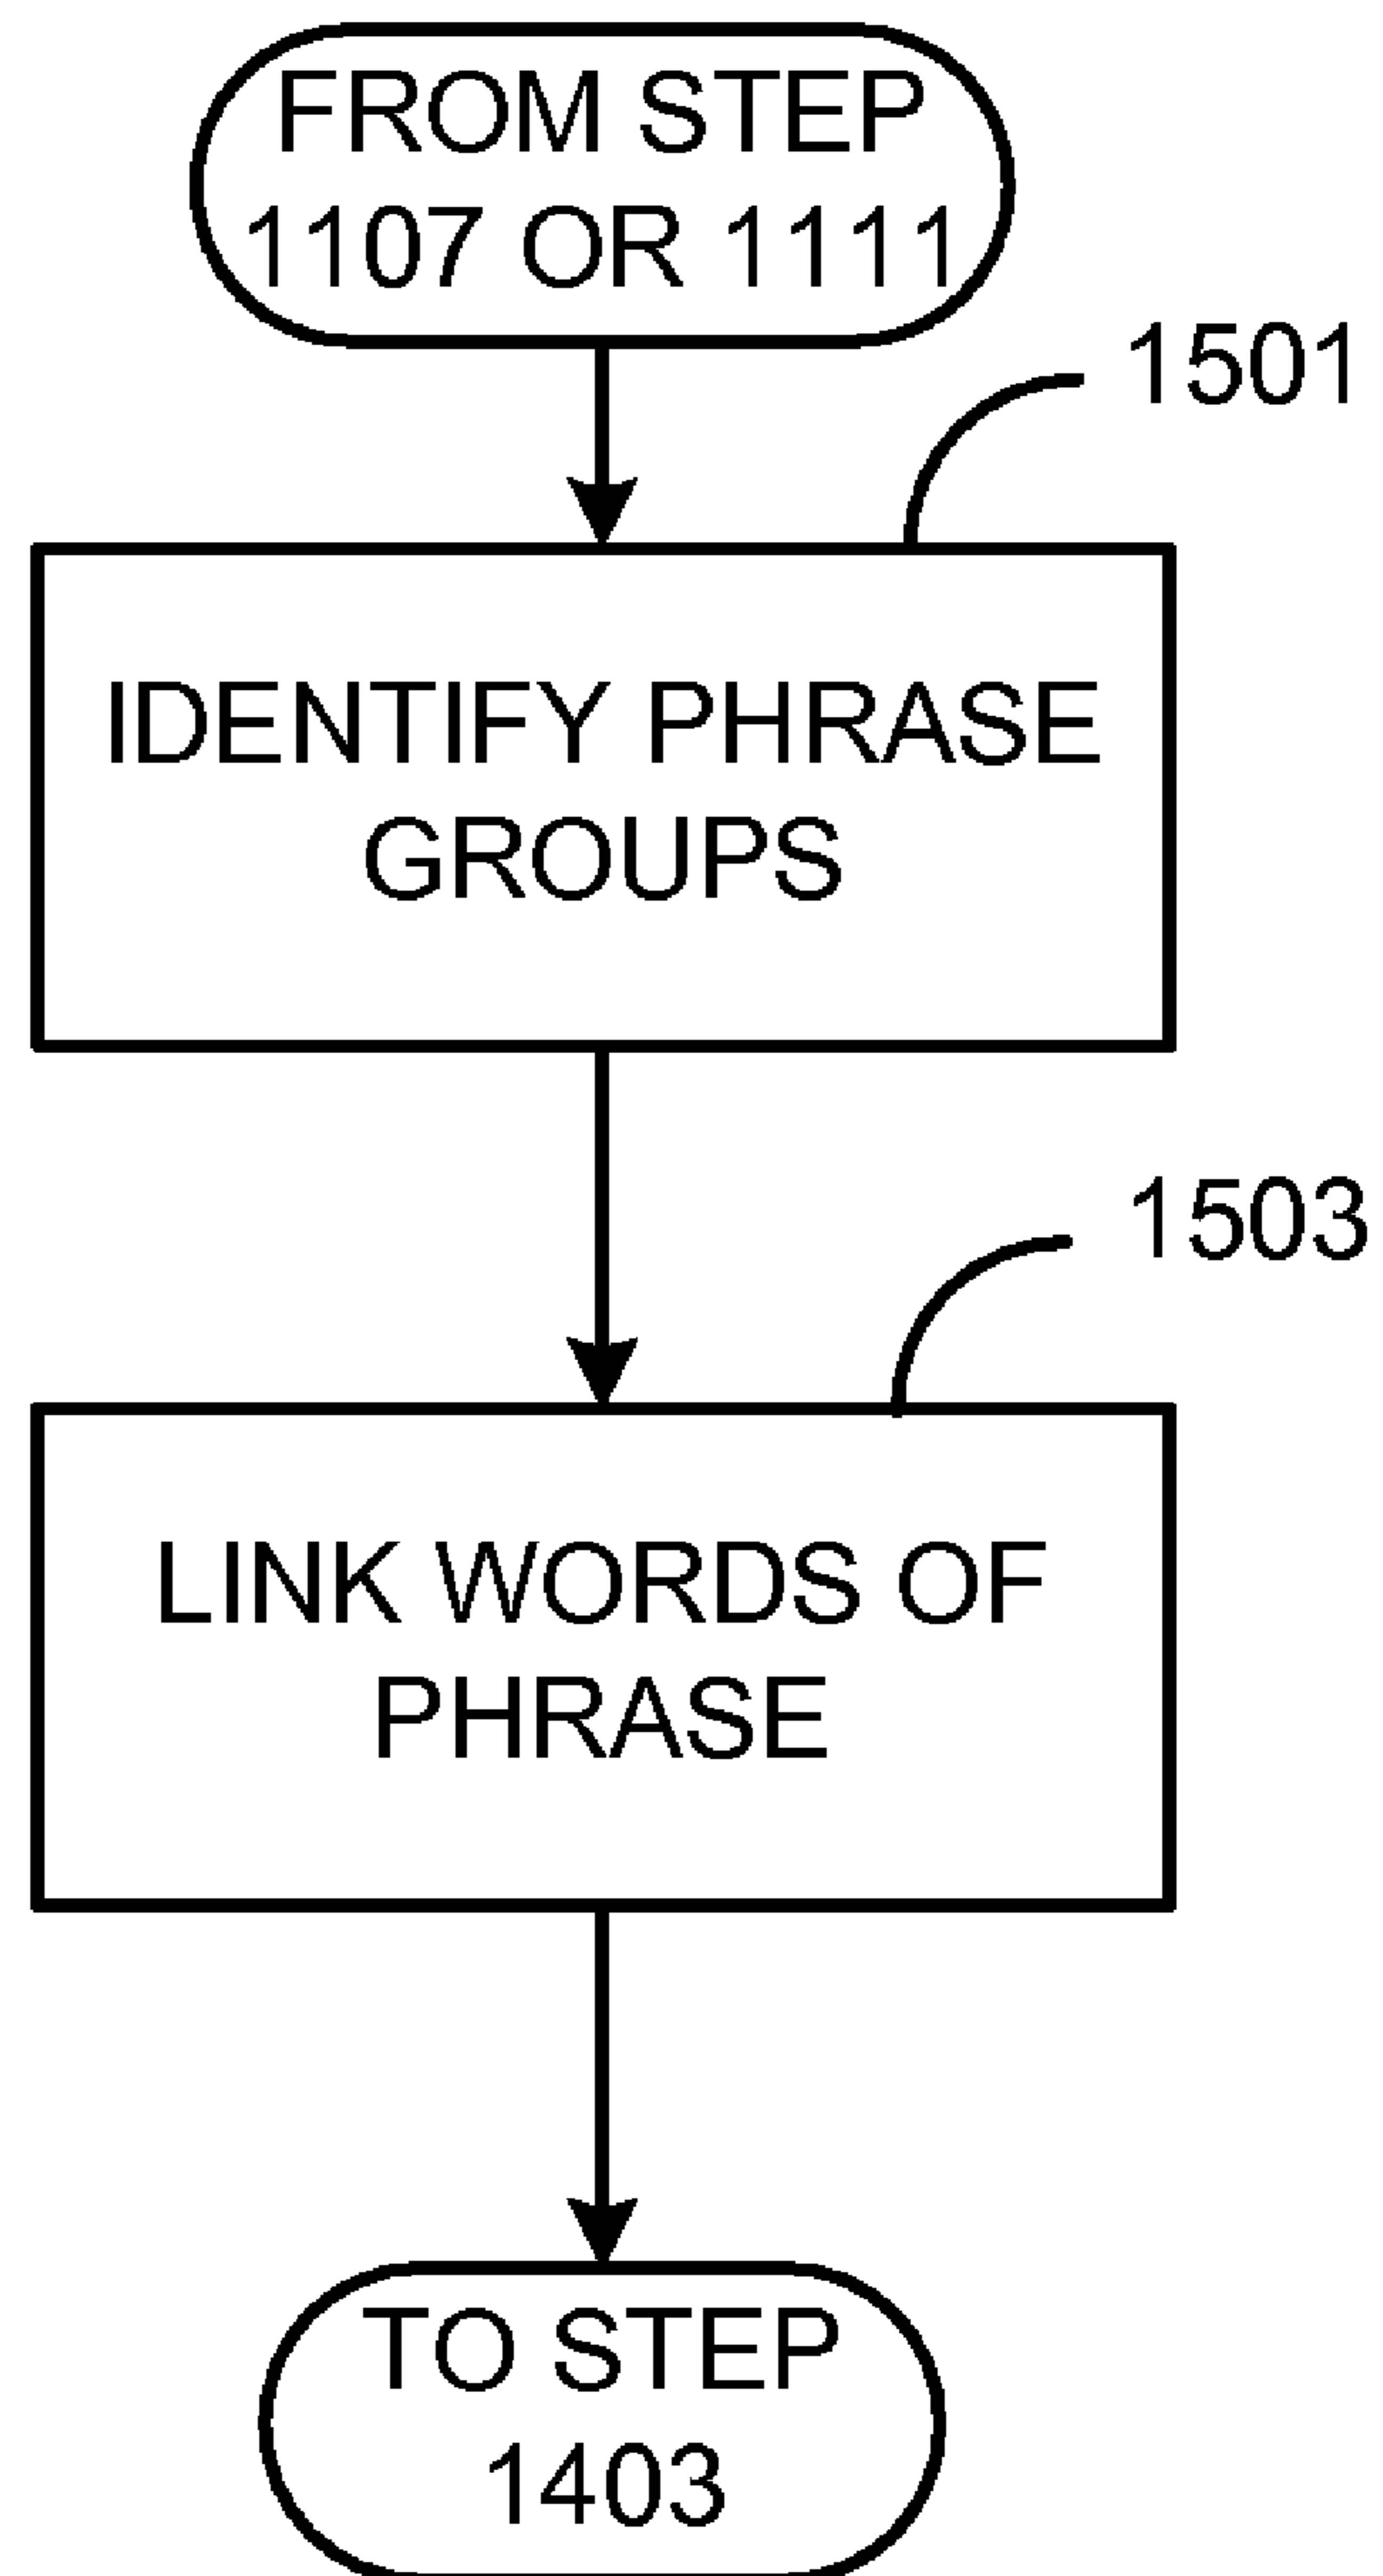 FROM STEP
1107 OR 1111
1501
IDENTIFY PHRASE
GROUPS
1503
LINK WORDS OF
PHRASE
TO STEP
1403